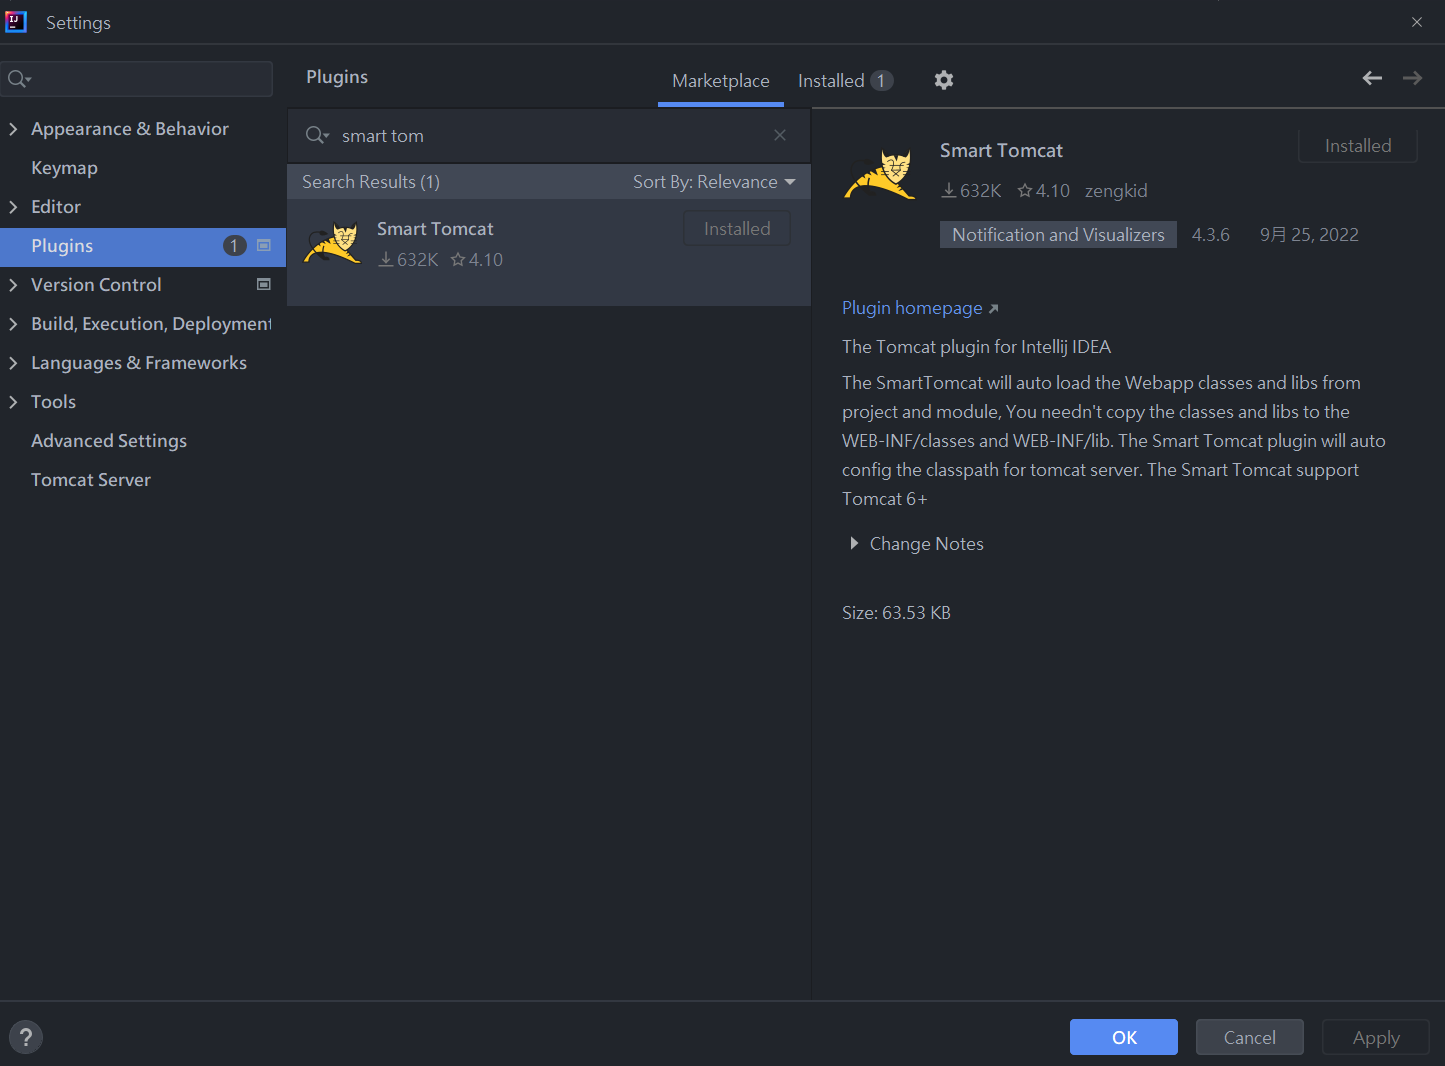 Settings
Appearance & Behavior
Keymap
Editor
Plugins 1
Version Control
Build, Execution, Deployment
Languages & Frameworks
Tools
Advanced Settings
Tomcat Server
Plugins
Marketplace
Installed 1
smart tom
Search Results (1)
Sort By: Relevance
Smart Tomcat
Installed
632K 4.10
Smart Tomcat
Installed
632K 4.10 zengkid
Notification and Visualizers 4.3.6 9月 25, 2022
Plugin homepage
The Tomcat plugin for Intellij IDEA
The SmartTomcat will auto load the Webapp classes and libs from
project and module, You needn't copy the classes and libs to the
WEB-INF/classes and WEB-INF/lib. The Smart Tomcat plugin will auto
config the classpath for tomcat server. The Smart Tomcat support
Tomcat 6+
Change Notes
Size: 63.53 KB
?
OK
Cancel
Apply